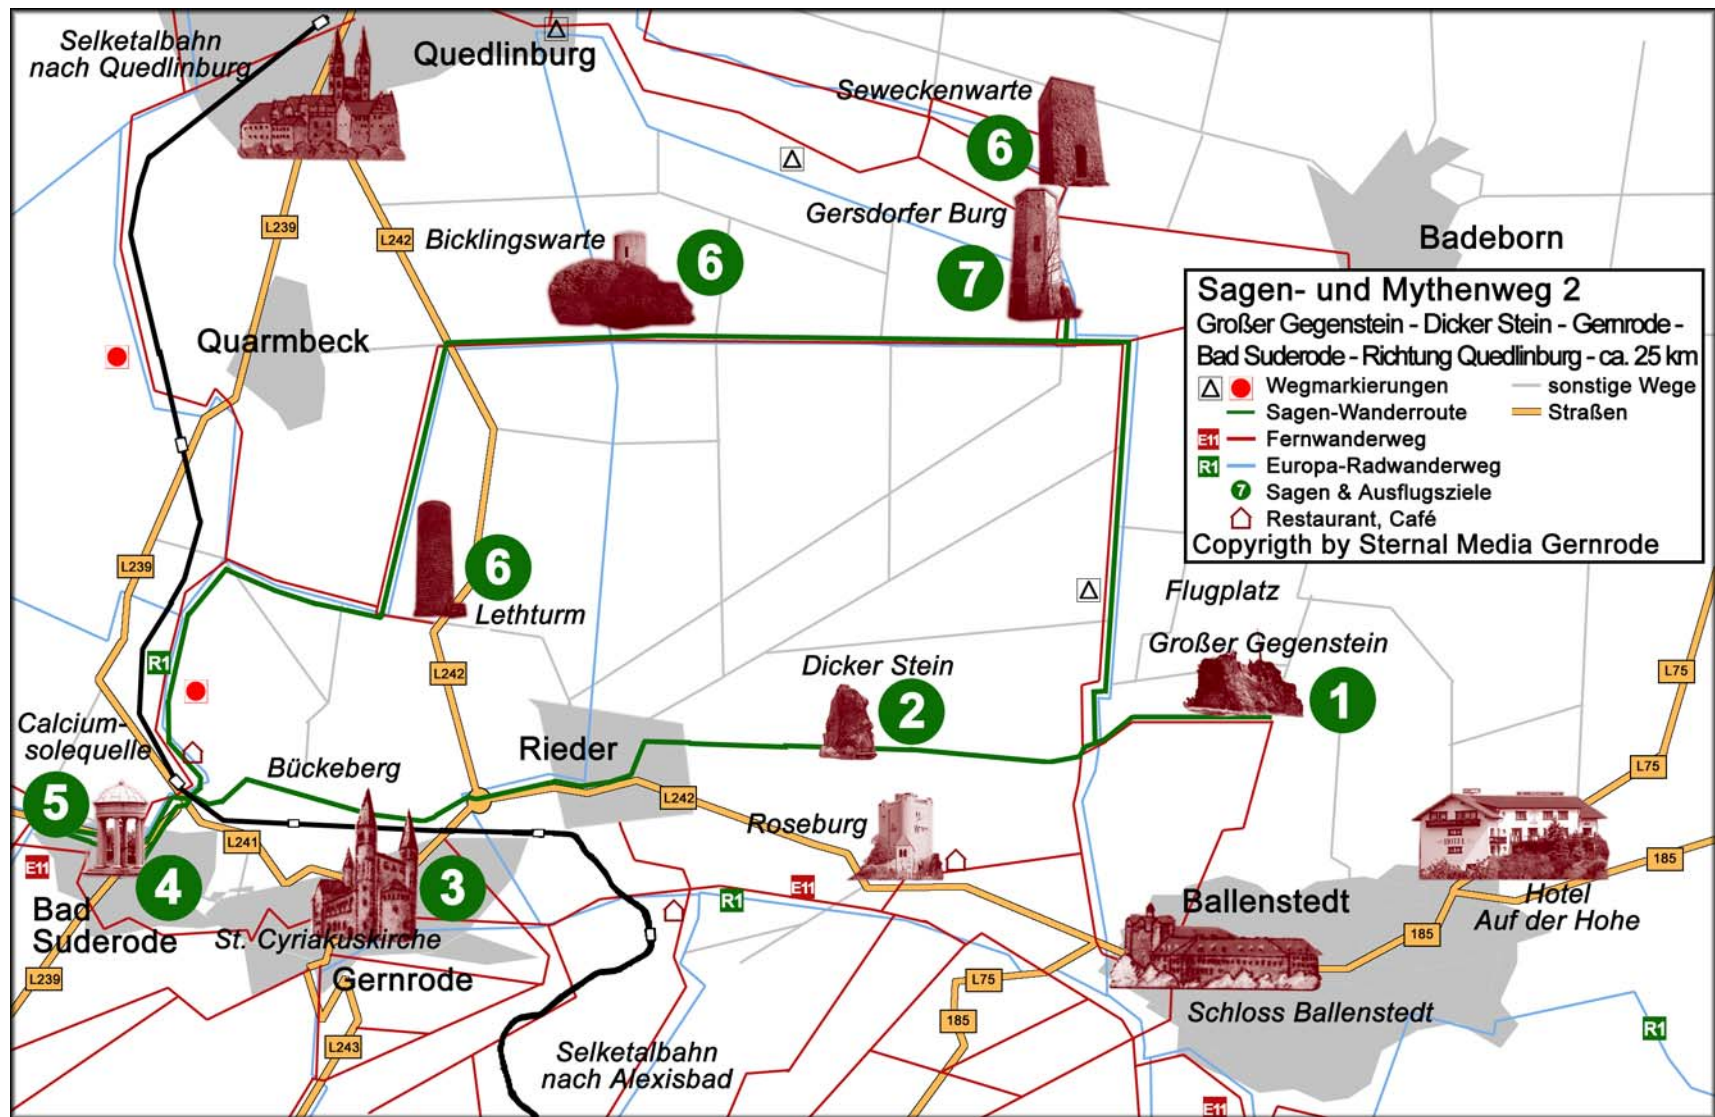 Selketalbahn
nach Quedlinburg
Quedlinburg
Seweckenwarte
6
Gersdorfer Burg
7
L239
L242
Bicklingswarte
6
Badeborn
Quarmbeck
Sagen- und Mythenweg 2
Großer Gegenstein - Dicker Stein - Gernrode -
Bad Suderode - Richtung Quedlinburg - ca. 25 km
Wegmarkierungen
sonstige Wege
Sagen-Wanderroute
Straßen
E11 Fernwanderweg
R1 Europa-Radwanderweg
7 Sagen & Ausflugsziele
Restaurant, Café
Copyrigth by Sternal Media Gernrode
L239
6
Lethturm
Flugplatz
Großer Gegenstein
1
R1
L242
Dicker Stein
2
L75
Calcium-
solequelle
Rieder
Bückeberg
L75
5
L242
Roseburg
L241
E11
4
3
E11
R1
185
Bad
Suderode
St. Cyriakuskirche
Ballenstedt
Hotel
Auf der Hohe
185
L239
Gernrode
L75
Schloss Ballenstedt
185
R1
L243
Selketalbahn
nach Alexisbad
E11